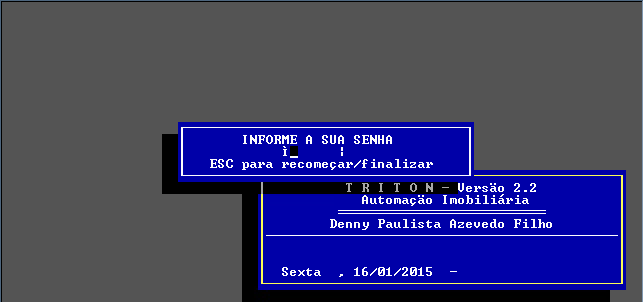 INFORME A SUA SENHA
ESC para recomeçar/finalizar
T R I T O N - Versão 2.2
Automação Imobiliária
Denny Paulista Azevedo Filho
Sexta , 16/01/2015 -